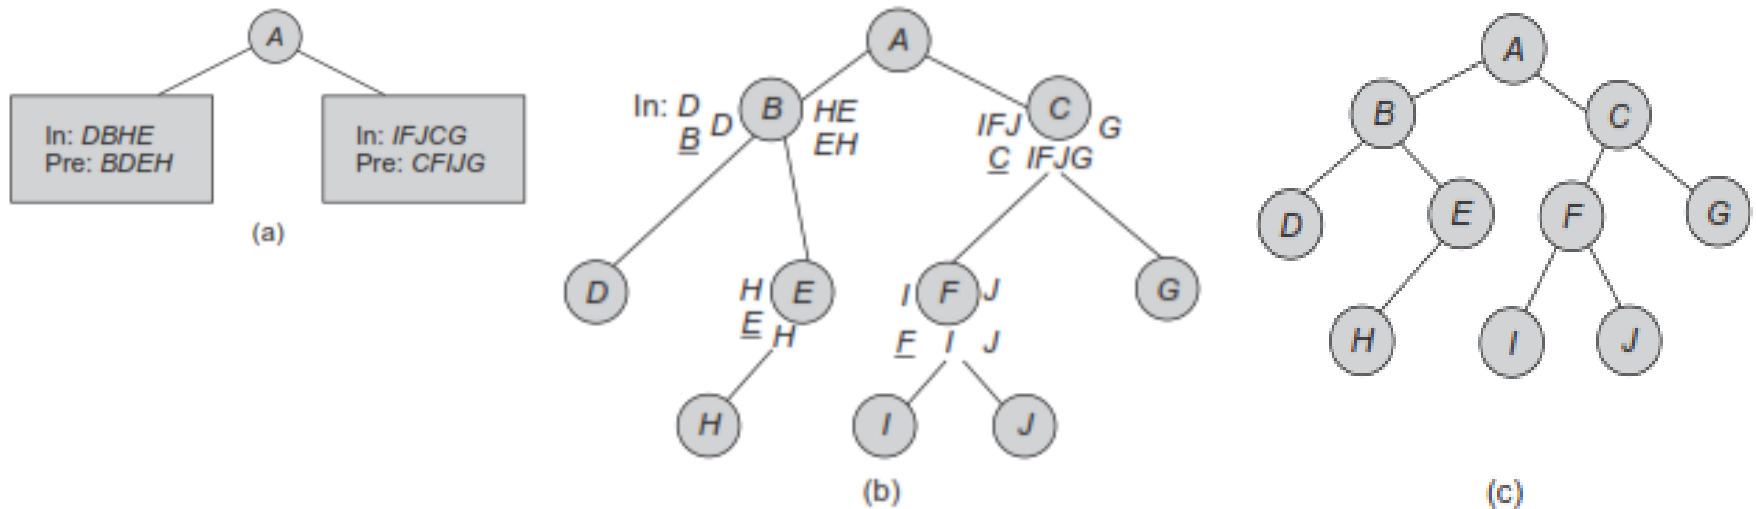 A
In: DBHE
Pre: BDEH
In: IFJCG
Pre: CFIJG
(a)
A
In: D
B D
B
HE
EH
IFJ
C
G
C IFJG
D
H
E
E H
I
F
J
F I J
G
H
I
J
(b)
A
B
C
D
E
F
G
H
I
J
(c)